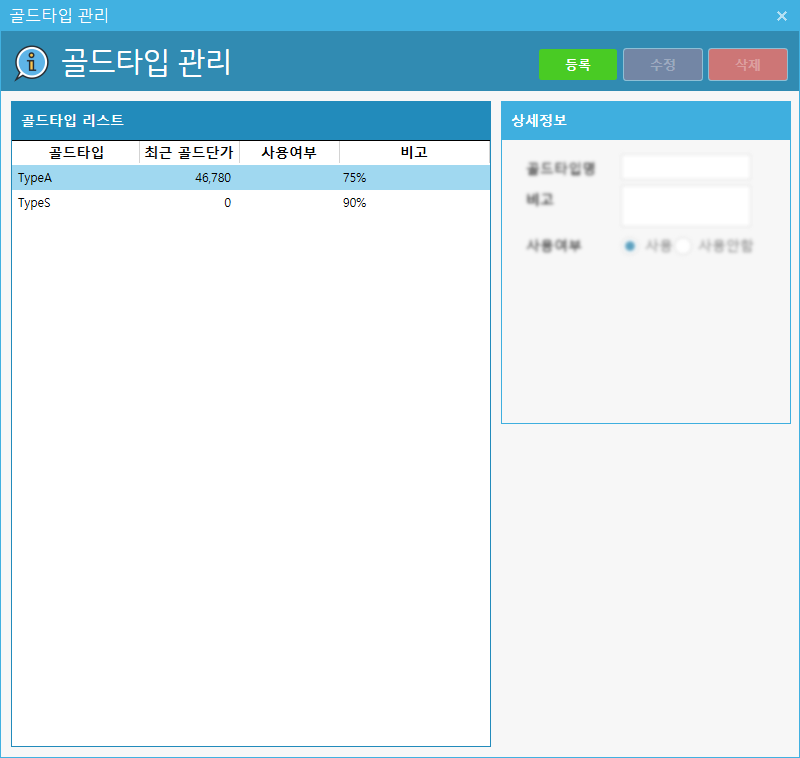 골드타입 관리
골드타입 관리
등록 수정 삭제
골드타입 리스트
골드타입 최근 골드단가 사용여부 비고
TypeA 46,780 75%
TypeS 0 90%
상세정보
골드타입명
비고
사용여부 사용 사용안함